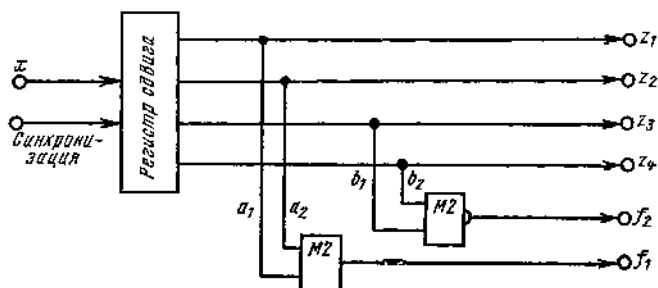 x
Синхрони-
зация
Регистр сдвига
z₁
z₂
z₃
z₄
a₁
a₂
b₁
b₂
M2
f₂
M2
f₁